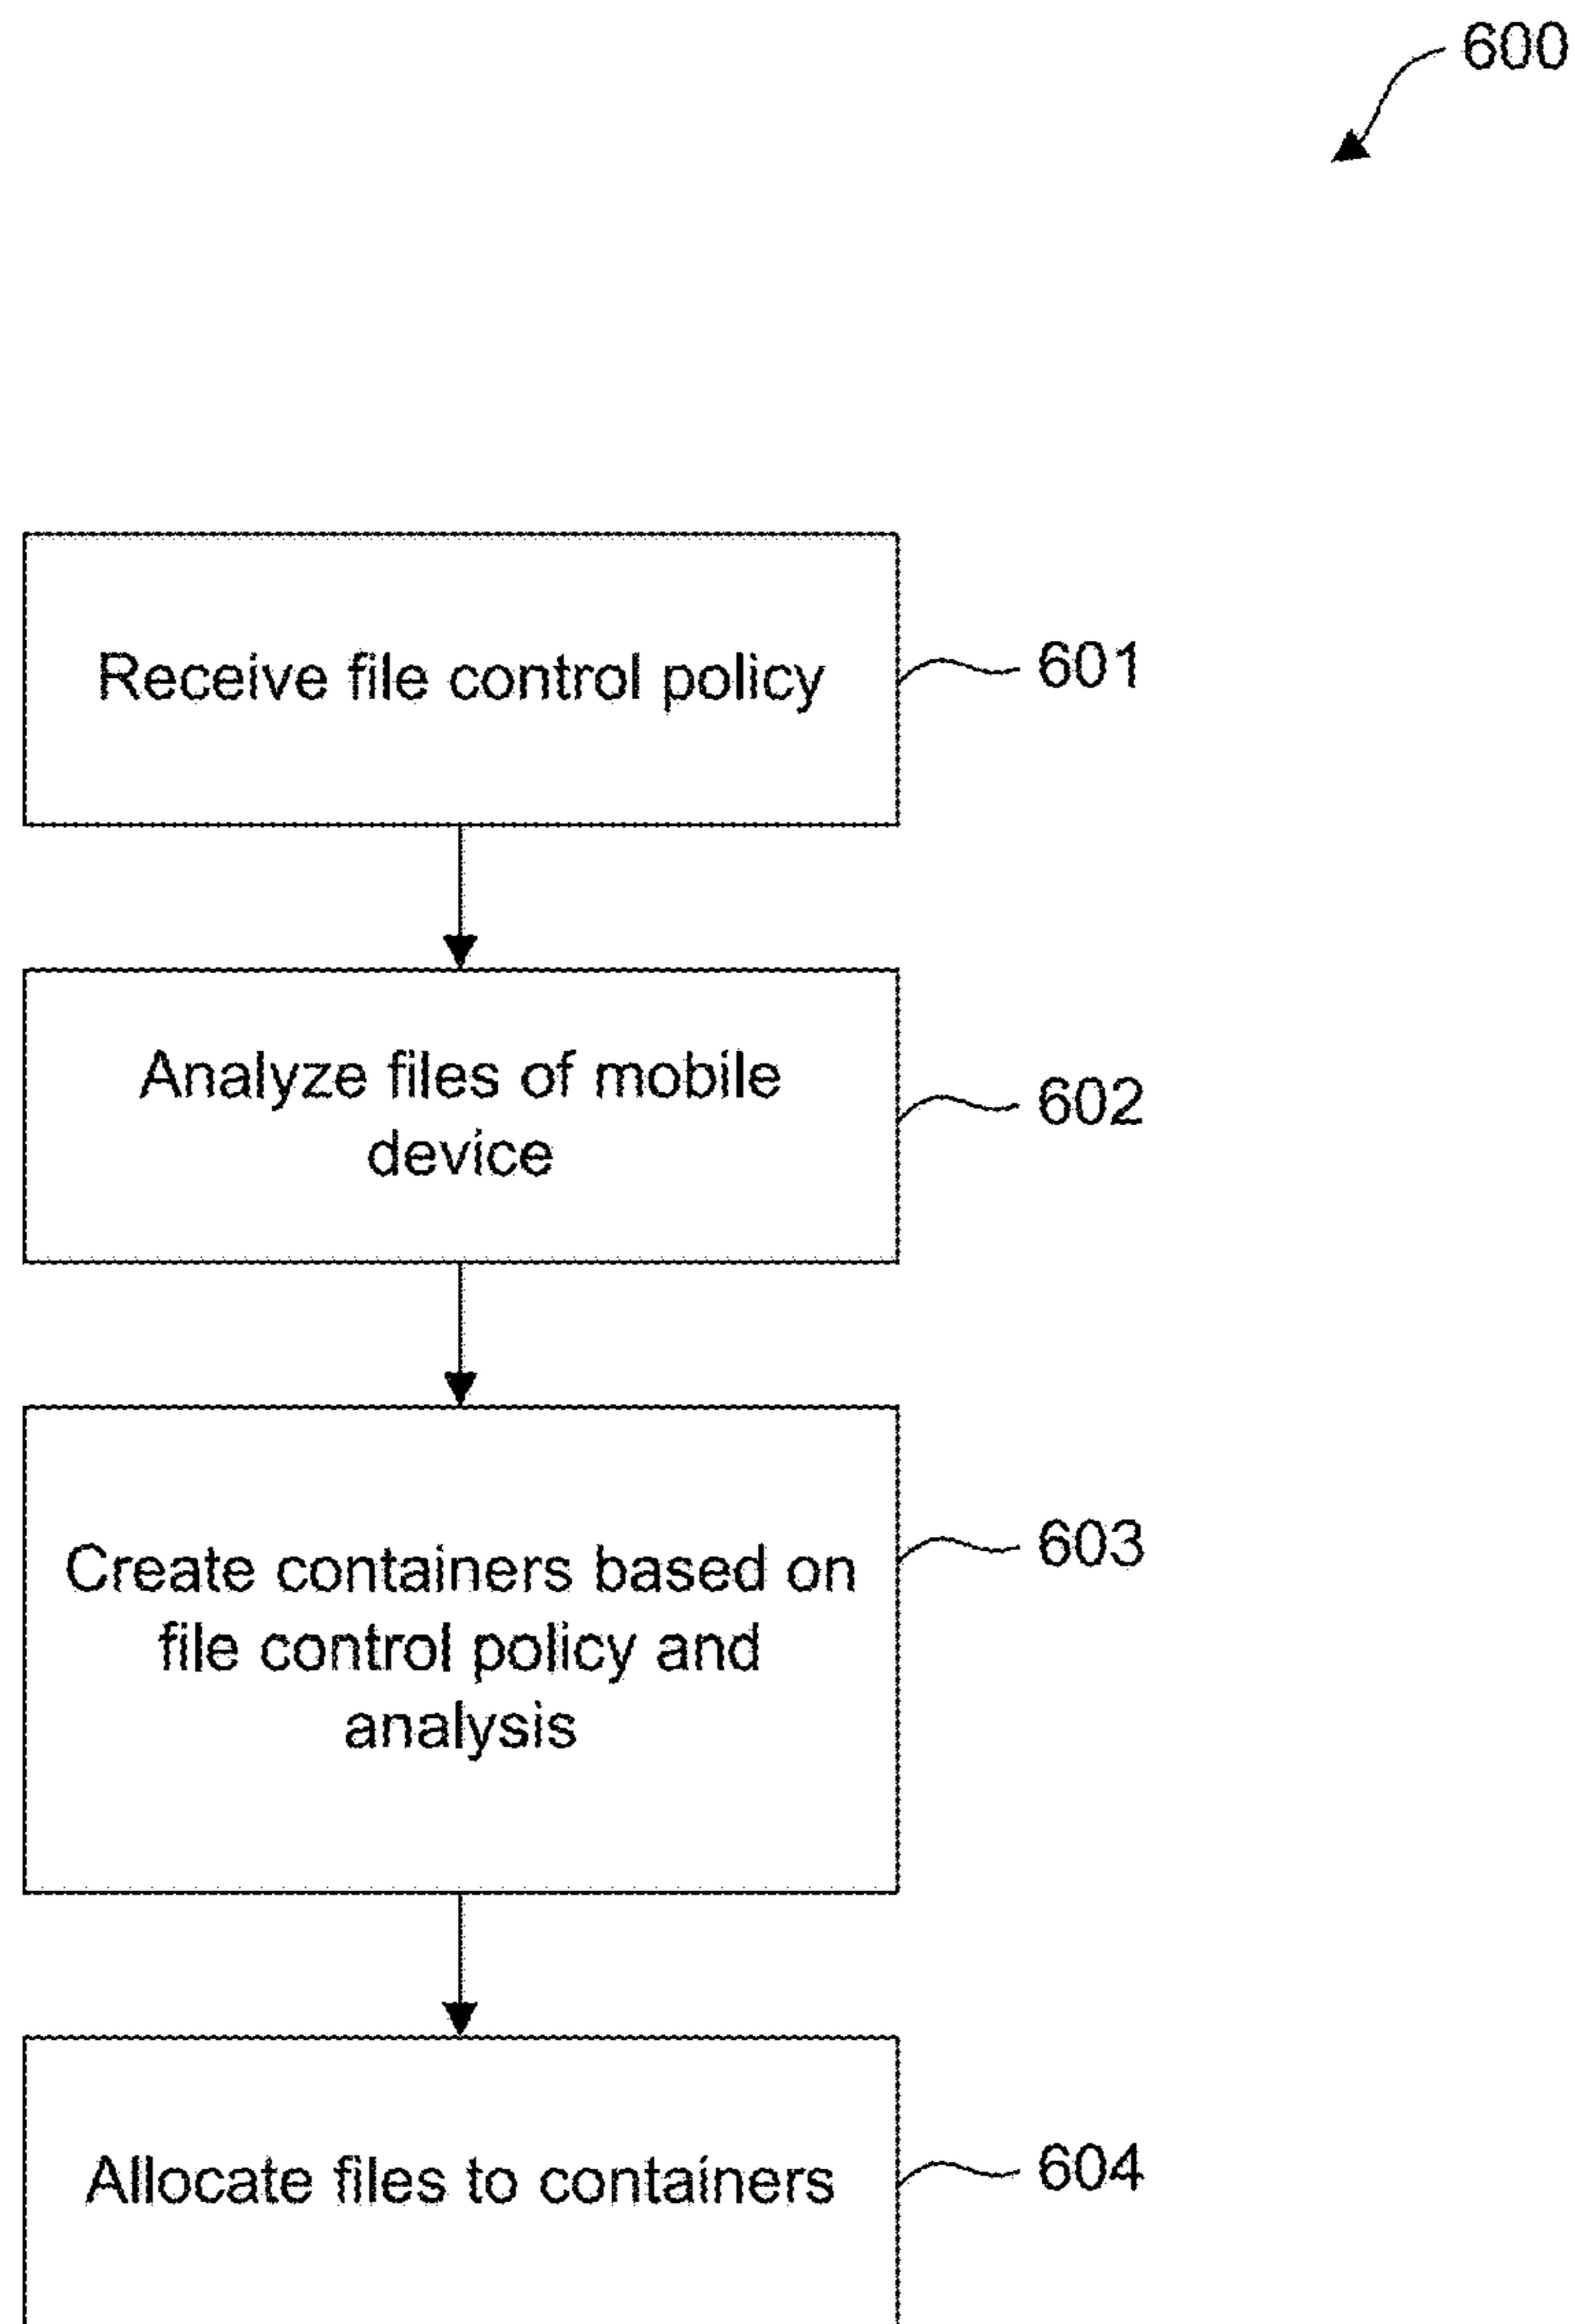 600
Receive file control policy
601
Analyze files of mobile
device
602
Create containers based on
file control policy and
analysis
603
Allocate files to containers
604